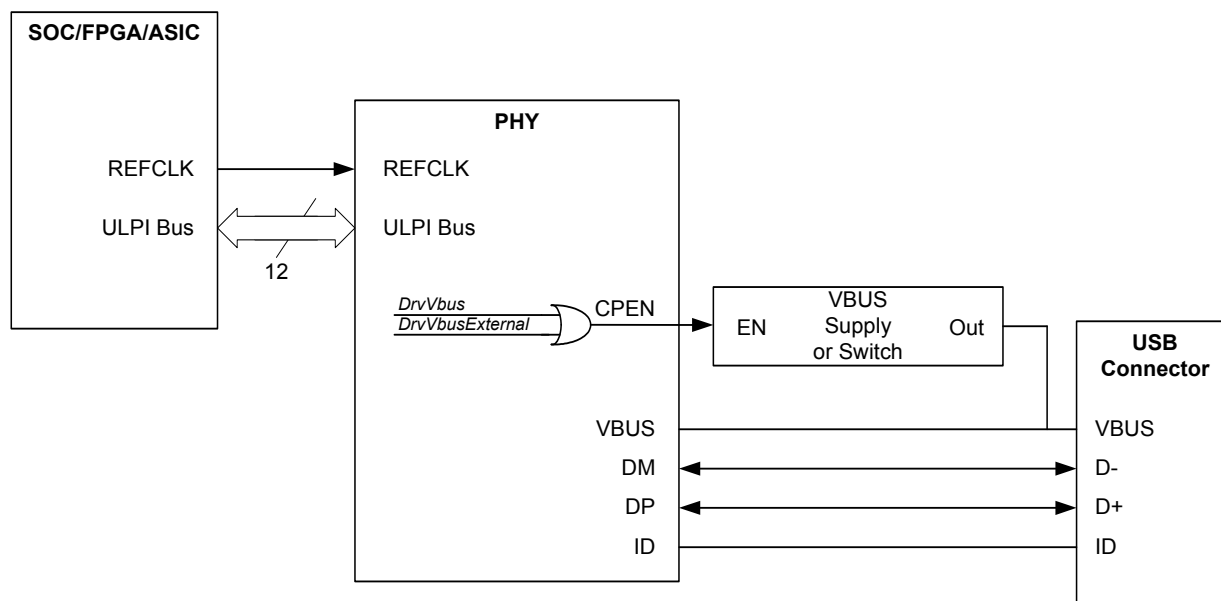 SOC/FPGA/ASIC
REFCLK
ULPI Bus
12
PHY
REFCLK
ULPI Bus
DrvVbus
DrvVbusExternal
CPEN
VBUS
DM
DP
ID
EN
VBUS
Supply
or Switch
Out
USB
Connector
VBUS
D-
D+
ID